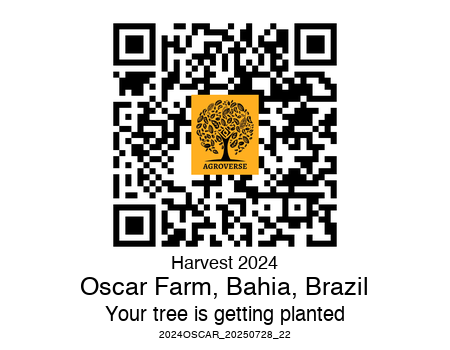 AGROVERSE
Harvest 2024
Oscar Farm, Bahia, Brazil
Your tree is getting planted
2024OSCAR_20250728_22